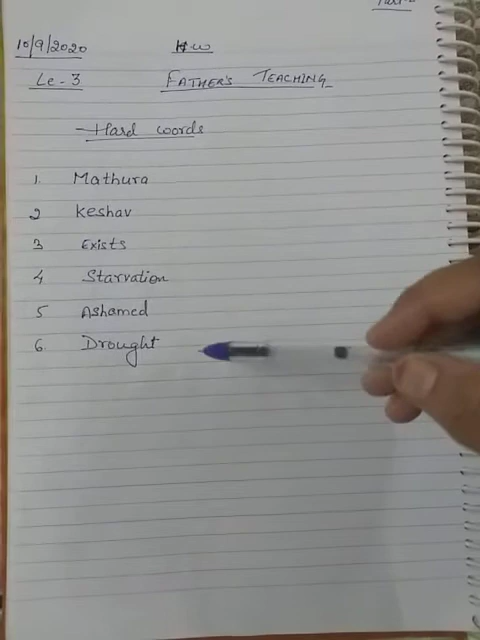 10/9/2020 H.W
Le-3 FATHER'S TEACHING
Hard words
1. Mathura
2 Keshav
3 Exists
4 Starvation
5 Ashamed
6. Drought